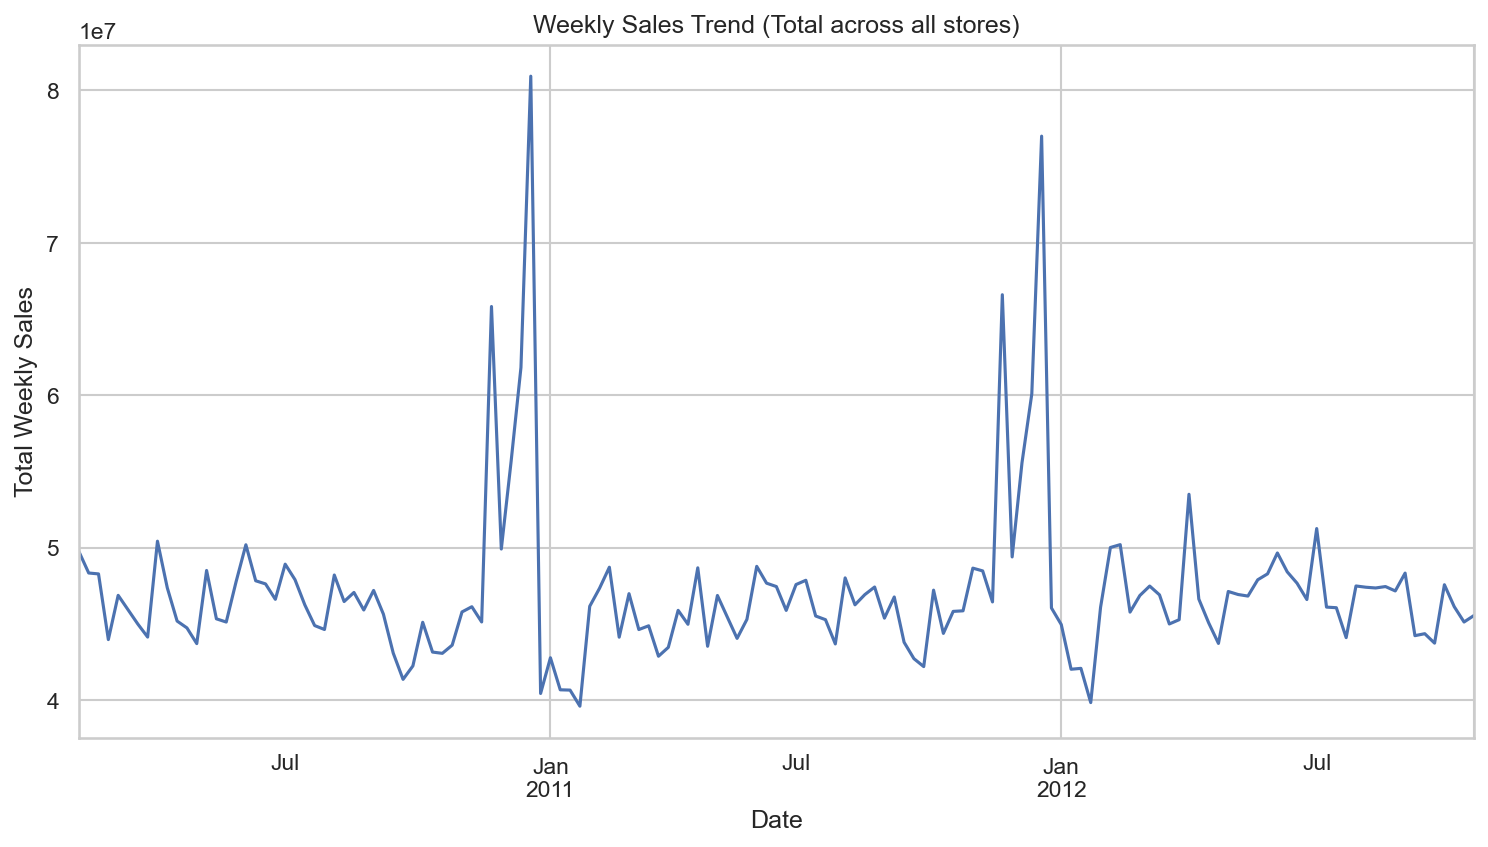 Weekly Sales Trend (Total across all stores)
1e7
8
7
6
5
4
Total Weekly Sales
Jul
Jan
2011
Jul
Jan
2012
Jul
Date